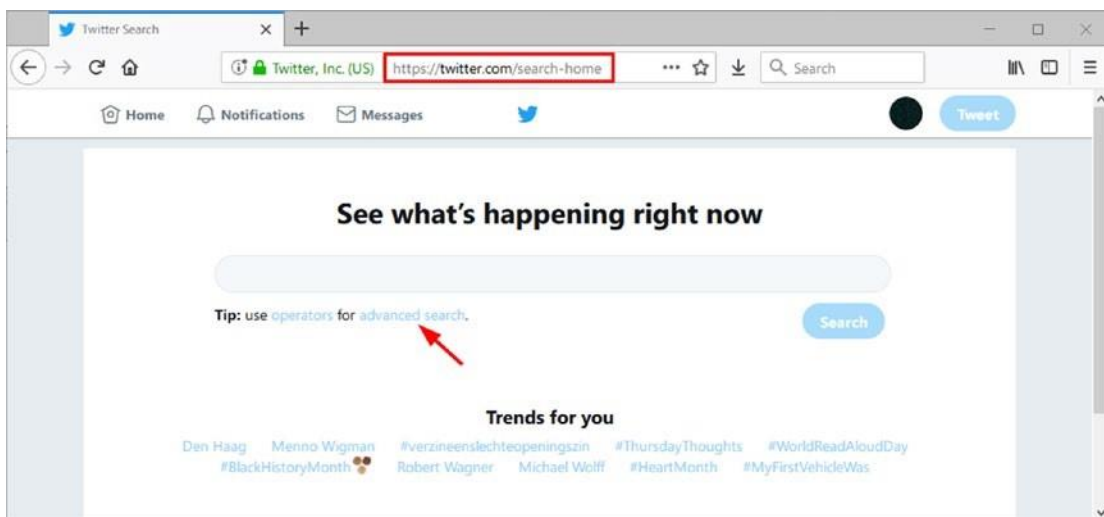 Twitter Search
Twitter, Inc. (US) https://twitter.com/search-home Search
Home Notifications Messages Tweet
See what's happening right now
Tip: use operators for advanced search.
Search
Trends for you
Den Haag Menno Wigman #verzineenslechteopeningszin #ThursdayThoughts #WorldReadAloudDay
#BlackHistoryMonth Robert Wagner Michael Wolff #HeartMonth #MyFirstVehicleWas